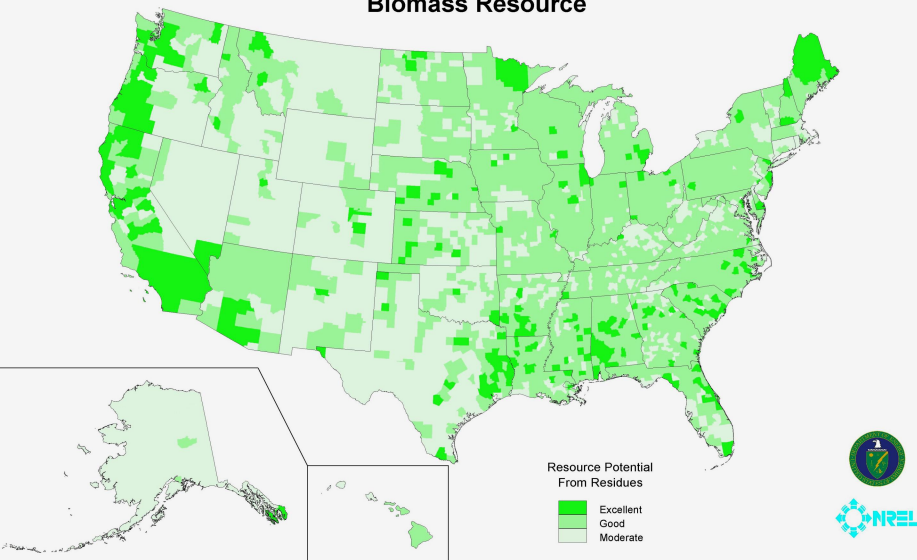 Biomass Resource
Resource Potential
From Residues
Excellent
Good
Moderate
NREL